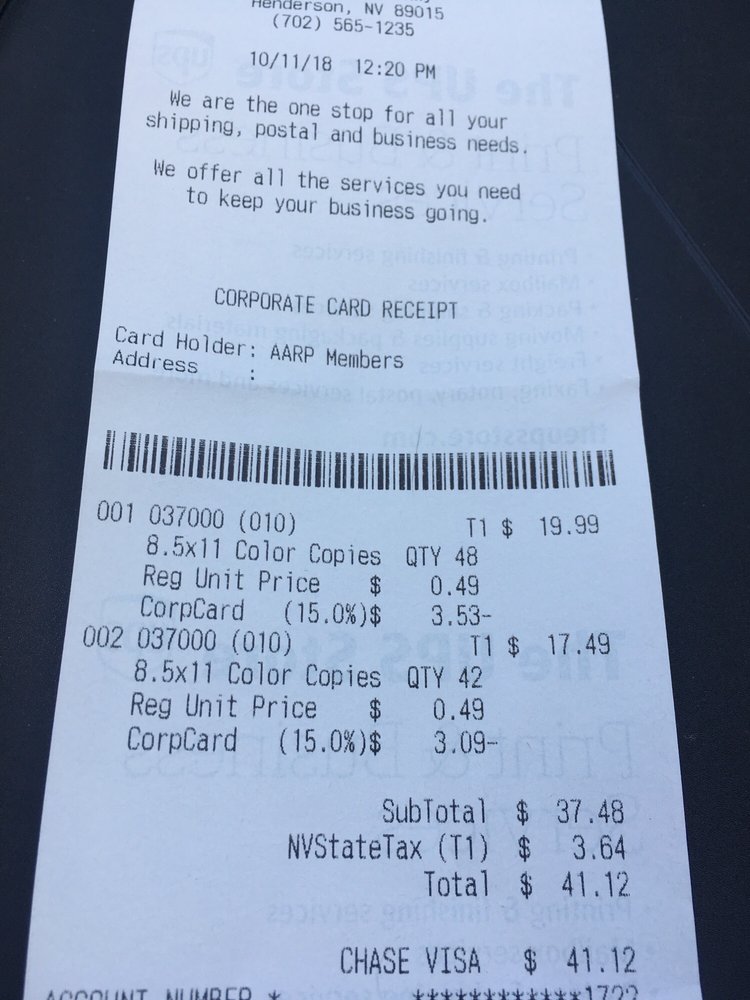 Henderson, NV 89015
(702) 565-1235
10/11/18 12:20 PM
We are the one stop for all your
shipping, postal and business needs.
We offer all the services you need
to keep your business going.
CORPORATE CARD RECEIPT
Card Holder: AARP Members
Address :
001 037000 (010) T1 $ 19.99
8.5x11 Color Copies QTY 48
Reg Unit Price $ 0.49
CorpCard (15.0%)$ 3.53-
002 037000 (010) T1 $ 17.49
8.5x11 Color Copies QTY 42
Reg Unit Price $ 0.49
CorpCard (15.0%)$ 3.09-
SubTotal $ 37.48
NVStateTax (T1) $ 3.64
Total $ 41.12
CHASE VISA $ 41.12
ACCOUNT NUMBER * ************1722